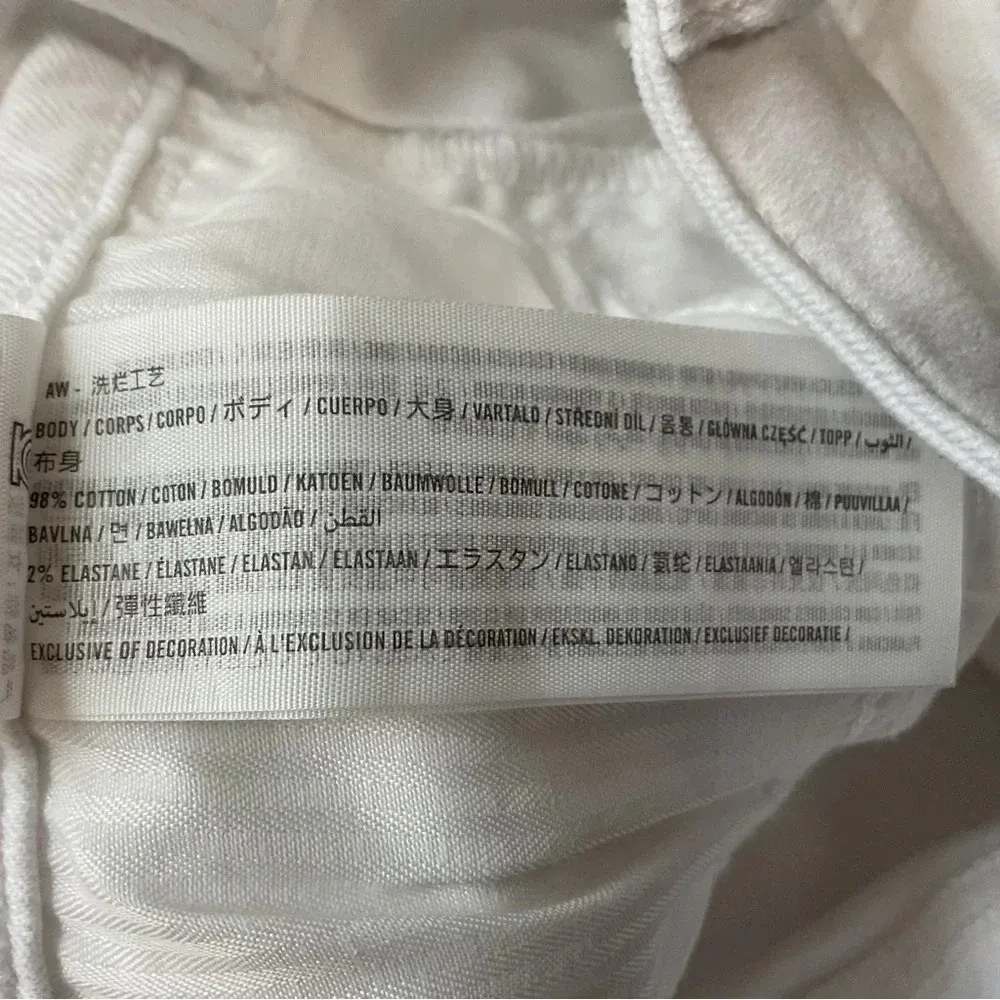 AW - 洗烂工艺
BODY / CORPS / CORPO / ボディ / CUERPO / 大身 / VARTALO / STŘEDNÍ DÍL / 몸통 / GŁÓWNA CZĘŚĆ / TOPP / الثوب /
布身
98% COTTON / COTON / BOMULD / KATOEN / BAUMWOLLE / BOMULL / COTONE / コットン / ALGODÓN / 棉 / PUUVILLAA /
BAVLNA / 면 / BAWEŁNA / ALGODÃO / القطن
2% ELASTANE / ÉLASTANE / ELASTAN / ELASTAAN / エラスタン / ELASTANO / 氨纶 / ELASTAANIA / 엘라스탄 /
إيلاستين / 彈性纖維
EXCLUSIVE OF DECORATION / À L'EXCLUSION DE LA DÉCORATION / EKSKL. DEKORATION / EXCLUSIEF DECORATIE /